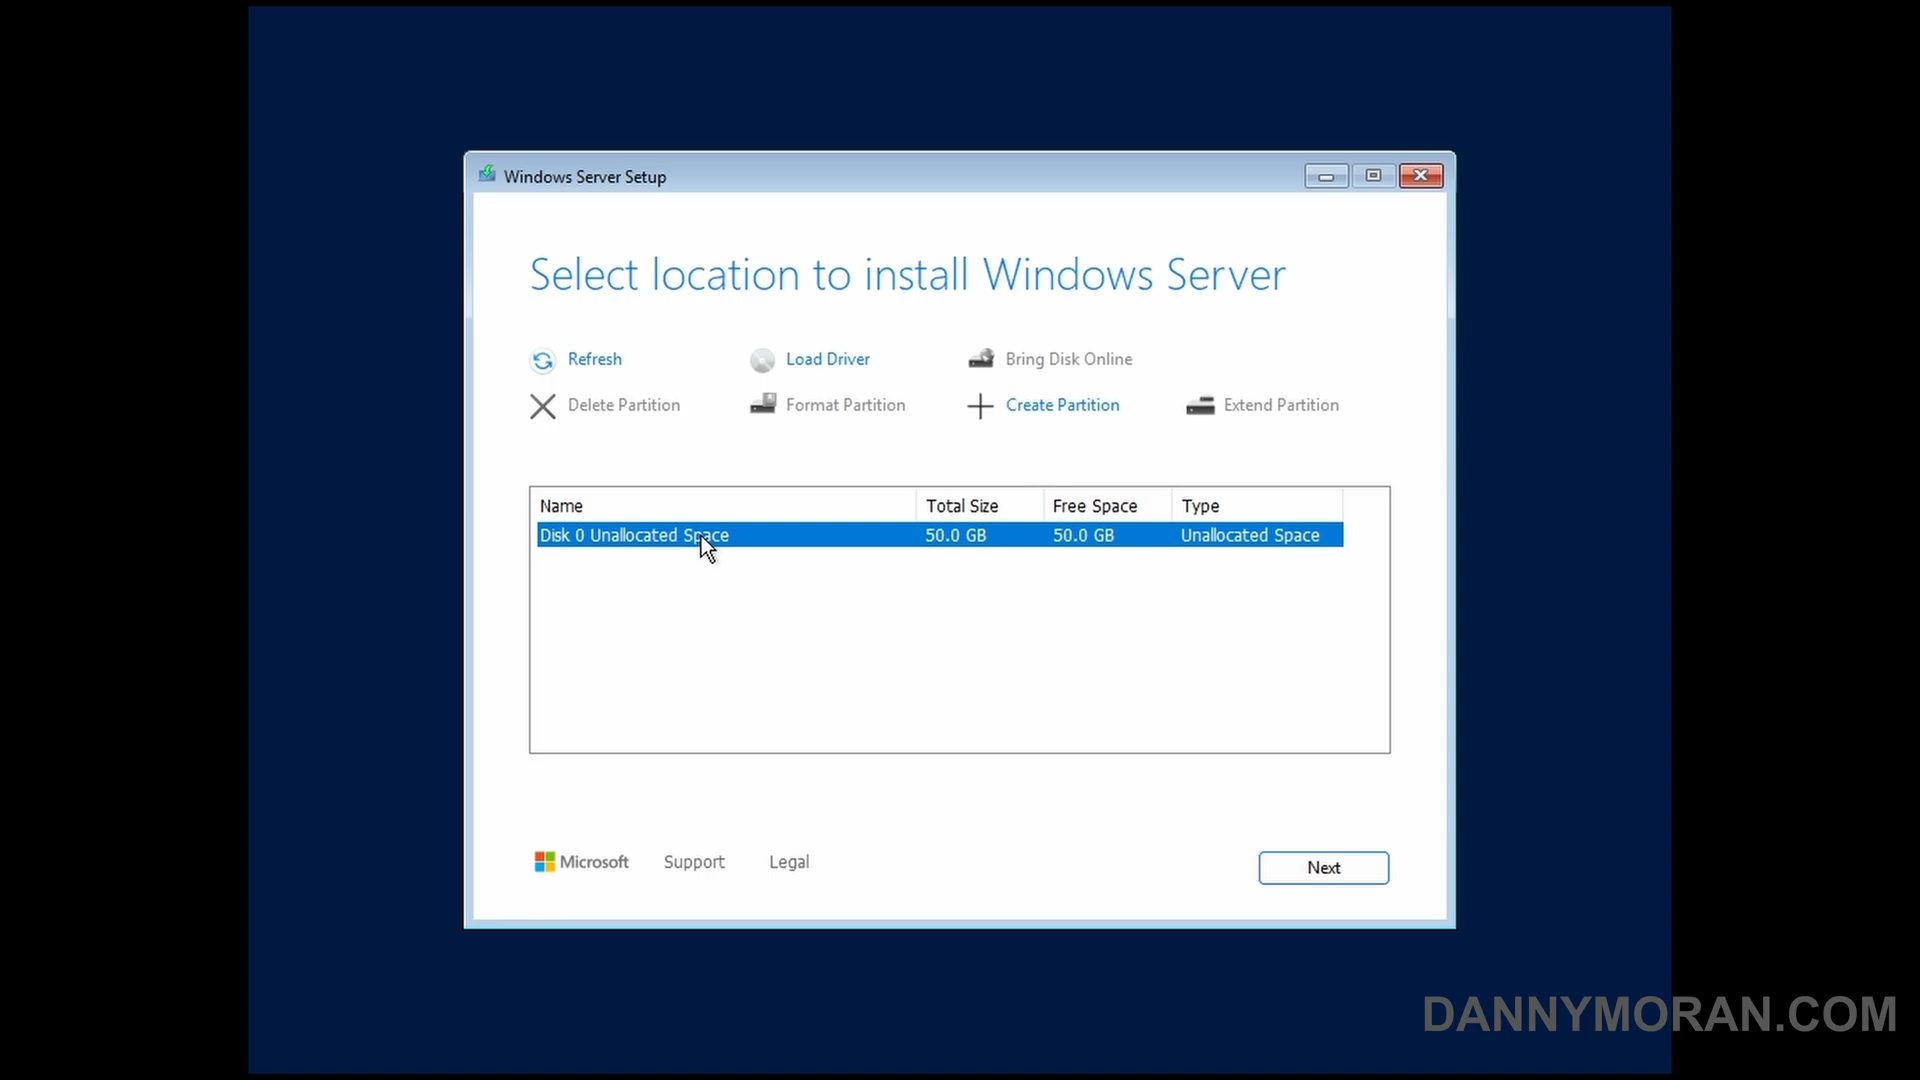 Windows Server Setup
Select location to install Windows Server
Refresh Load Driver Bring Disk Online
Delete Partition Format Partition Create Partition Extend Partition
Name Total Size Free Space Type
Disk 0 Unallocated Space 50.0 GB 50.0 GB Unallocated Space
Microsoft Support Legal Next
DANNYMORAN.COM